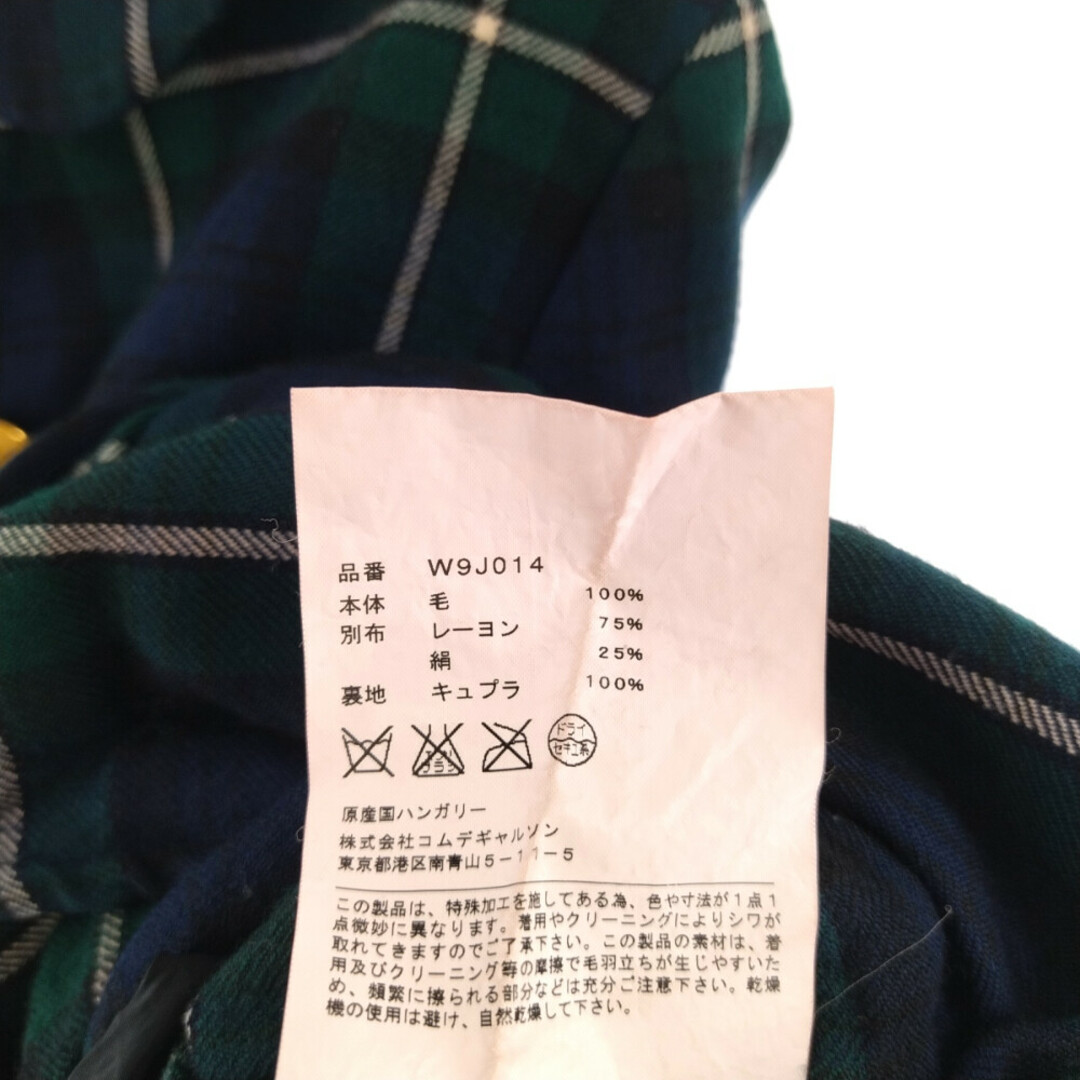 品番 W9J014
本体 毛 100%
別布 レーヨン 75%
絹 25%
裏地 キュプラ 100%
エンソ ドライ
サラシ セキユ系
原産国ハンガリー
株式会社コムデギャルソン
東京都港区南青山5-11-5
この製品は、特殊加工を施してある為、色や寸法が1点1
点微妙に異なります。着用やクリーニングによりシワが
取れてきますのでご了承下さい。この製品の素材は、着
用及びクリーニング等の摩擦で毛羽立ちが生じやすいた
め、頻繁に擦られる部分などは充分ご注意下さい。乾燥
機の使用は避け、自然乾燥して下さい。